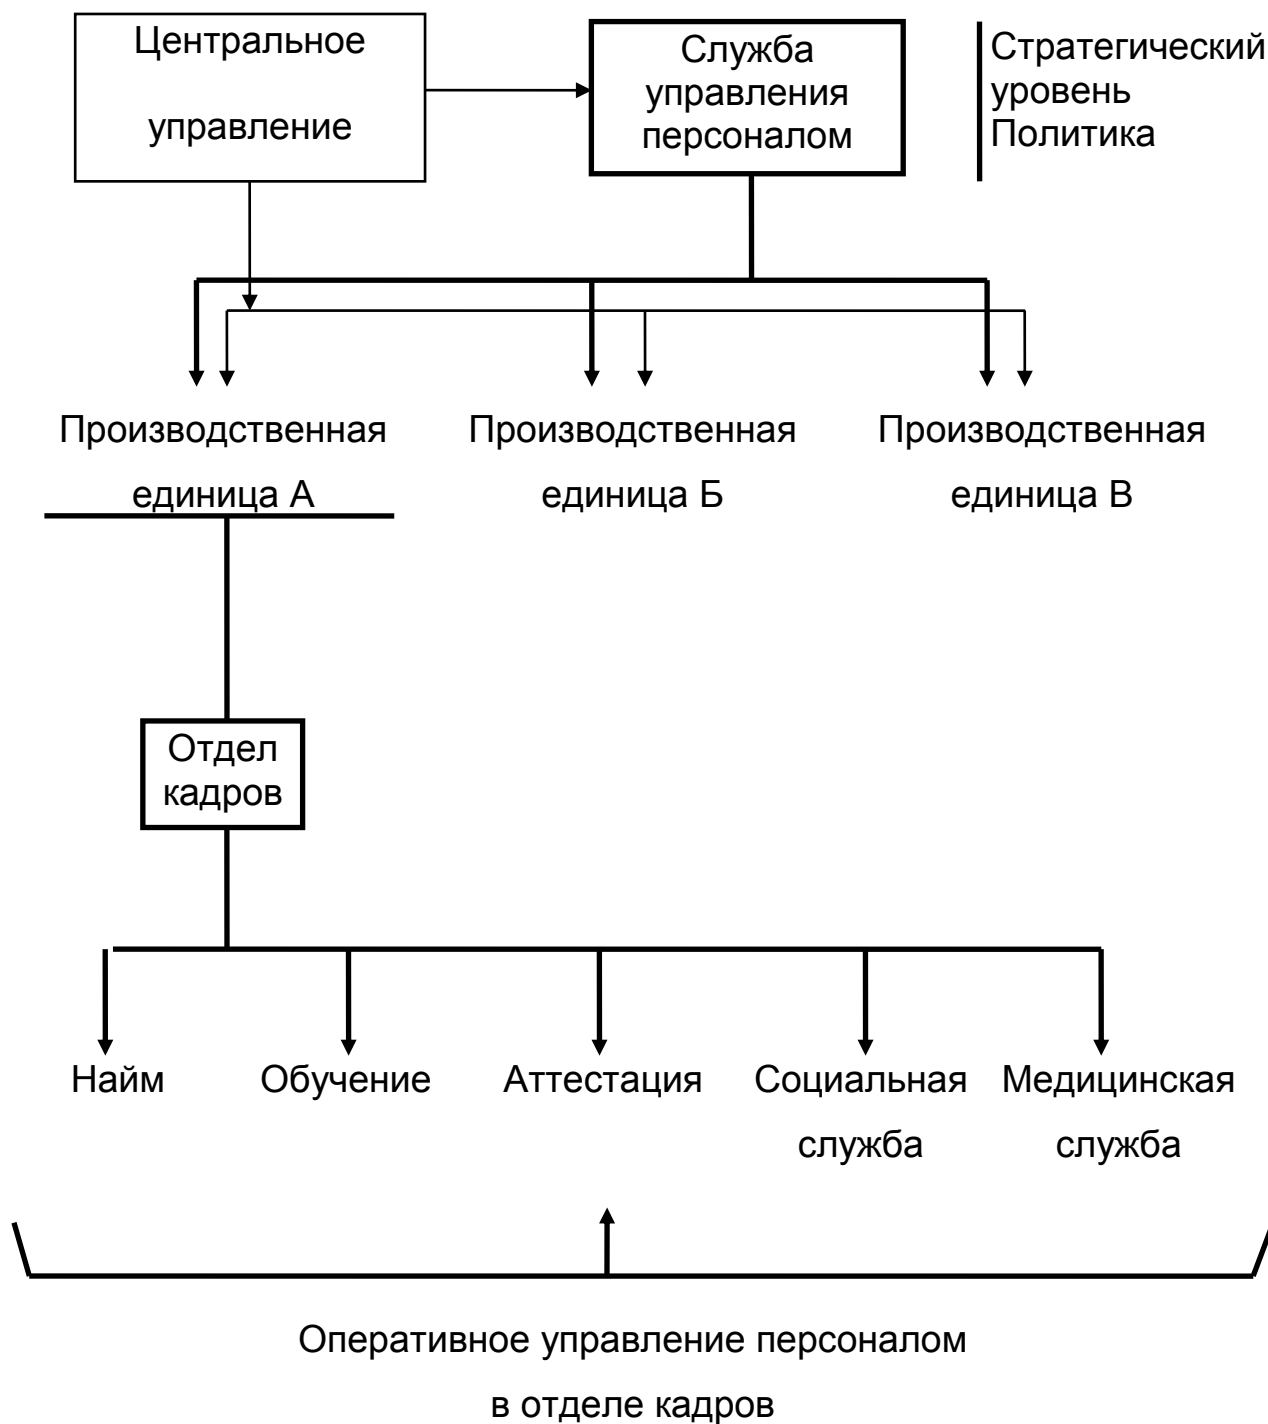 Центральное
управление
Служба
управления
персоналом
Стратегический
уровень
Политика
Производственная
единица А
Производственная
единица Б
Производственная
единица В
Отдел
кадров
Найм
Обучение
Аттестация
Социальная
служба
Медицинская
служба
Оперативное управление персоналом
в отделе кадров